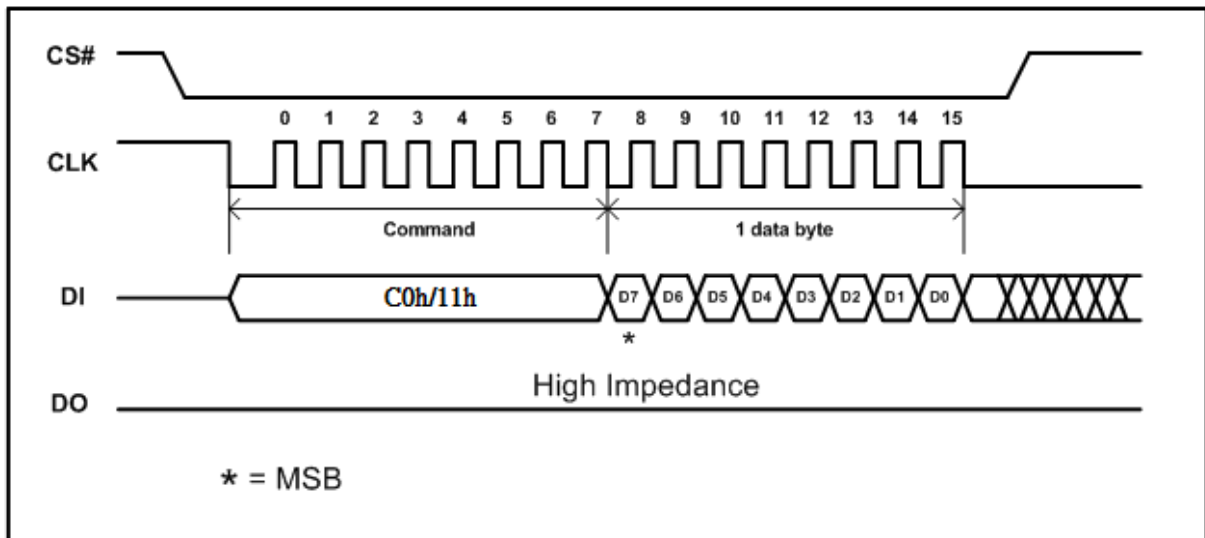 CS#
0 1 2 3 4 5 6 7 8 9 10 11 12 13 14 15
CLK
Command 1 data byte
DI C0h/11h D7 D6 D5 D4 D3 D2 D1 D0
*
High Impedance
DO
* = MSB